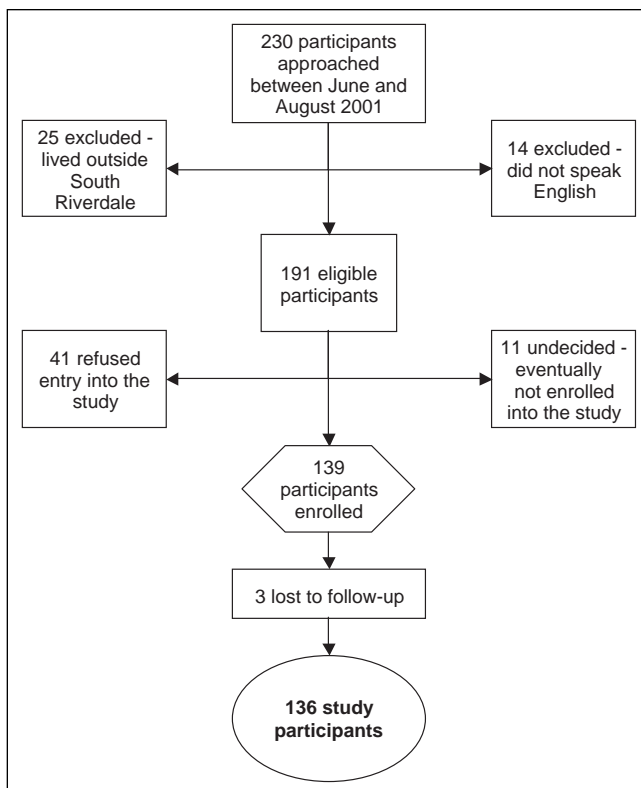 230 participants
approached
between June and
August 2001
25 excluded -
lived outside
South
Riverdale
14 excluded -
did not speak
English
191 eligible
participants
41 refused
entry into the
study
11 undecided -
eventually
not enrolled
into the study
139
participants
enrolled
3 lost to follow-up
136 study
participants